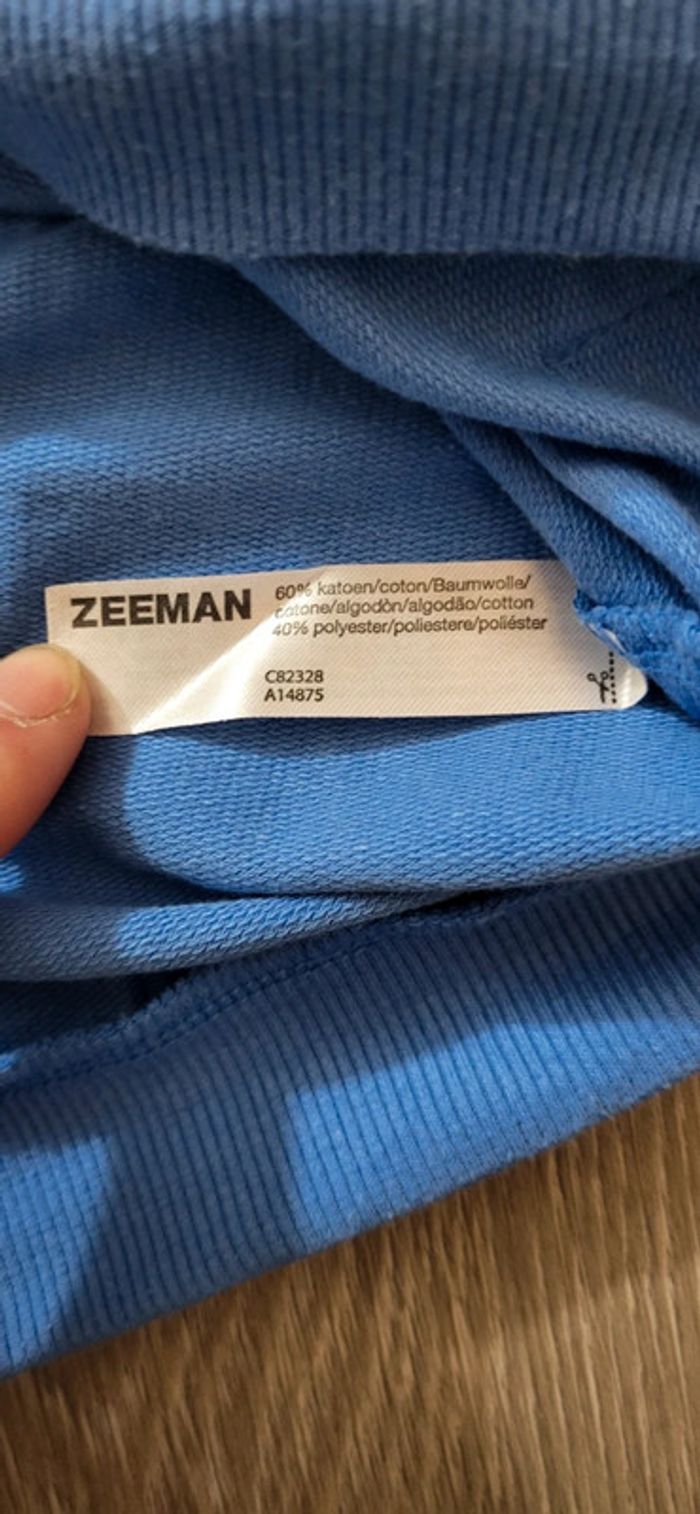 ZEEMAN
60% katoen/coton/Baumwolle/
cotone/algodòn/algodão/cotton
40% polyester/poliestere/poliéster
C82328
A14875